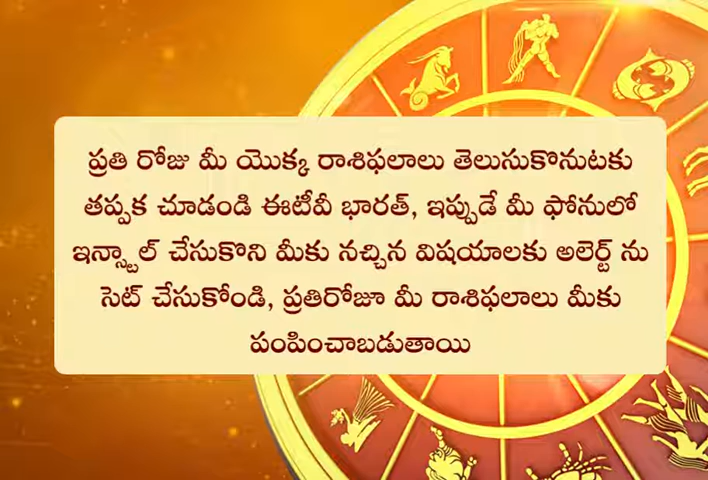 ప్రతి రోజు మీ యొక్క రాశిఫలాలు తెలుసుకొనుటకు
తప్పక చూడండి ఈటీవీ భారత్, ఇప్పుడే మీ ఫోనులో
ఇన్స్టాల్ చేసుకొని మీకు నచ్చిన విషయాలకు అలెర్ట్ ను
సెట్ చేసుకోండి, ప్రతిరోజూ మీ రాశిఫలాలు మీకు
పంపించాబడుతాయి